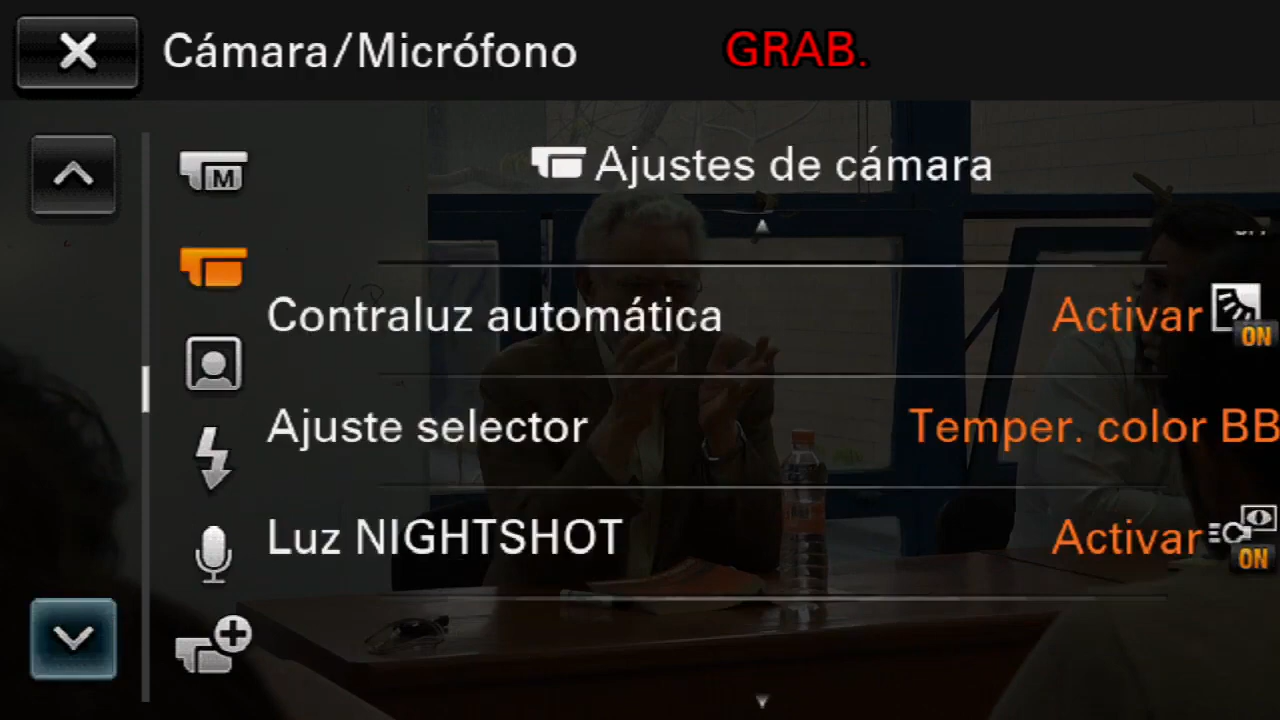 Cámara/Micrófono GRAB.
M
Ajustes de cámara
Contraluz automática Activar ON
Ajuste selector Temper. color BB
Luz NIGHTSHOT Activar ON